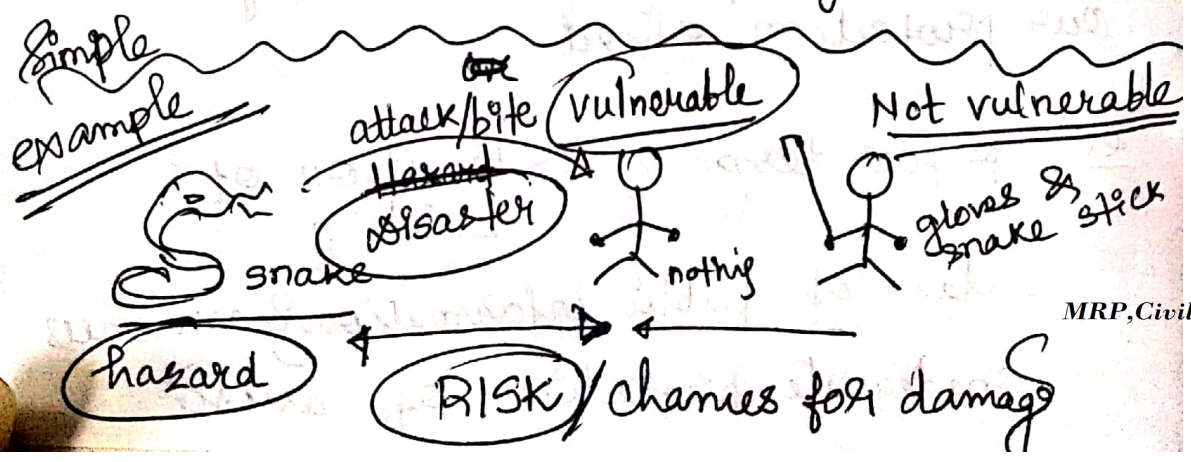 Simple
example
attack/bite
vulnerable
Not vulnerable
Hazard
Disaster
snake
nothig
gloves &
snake stick
MRP,Civil
hazard
RISK / chances for damage